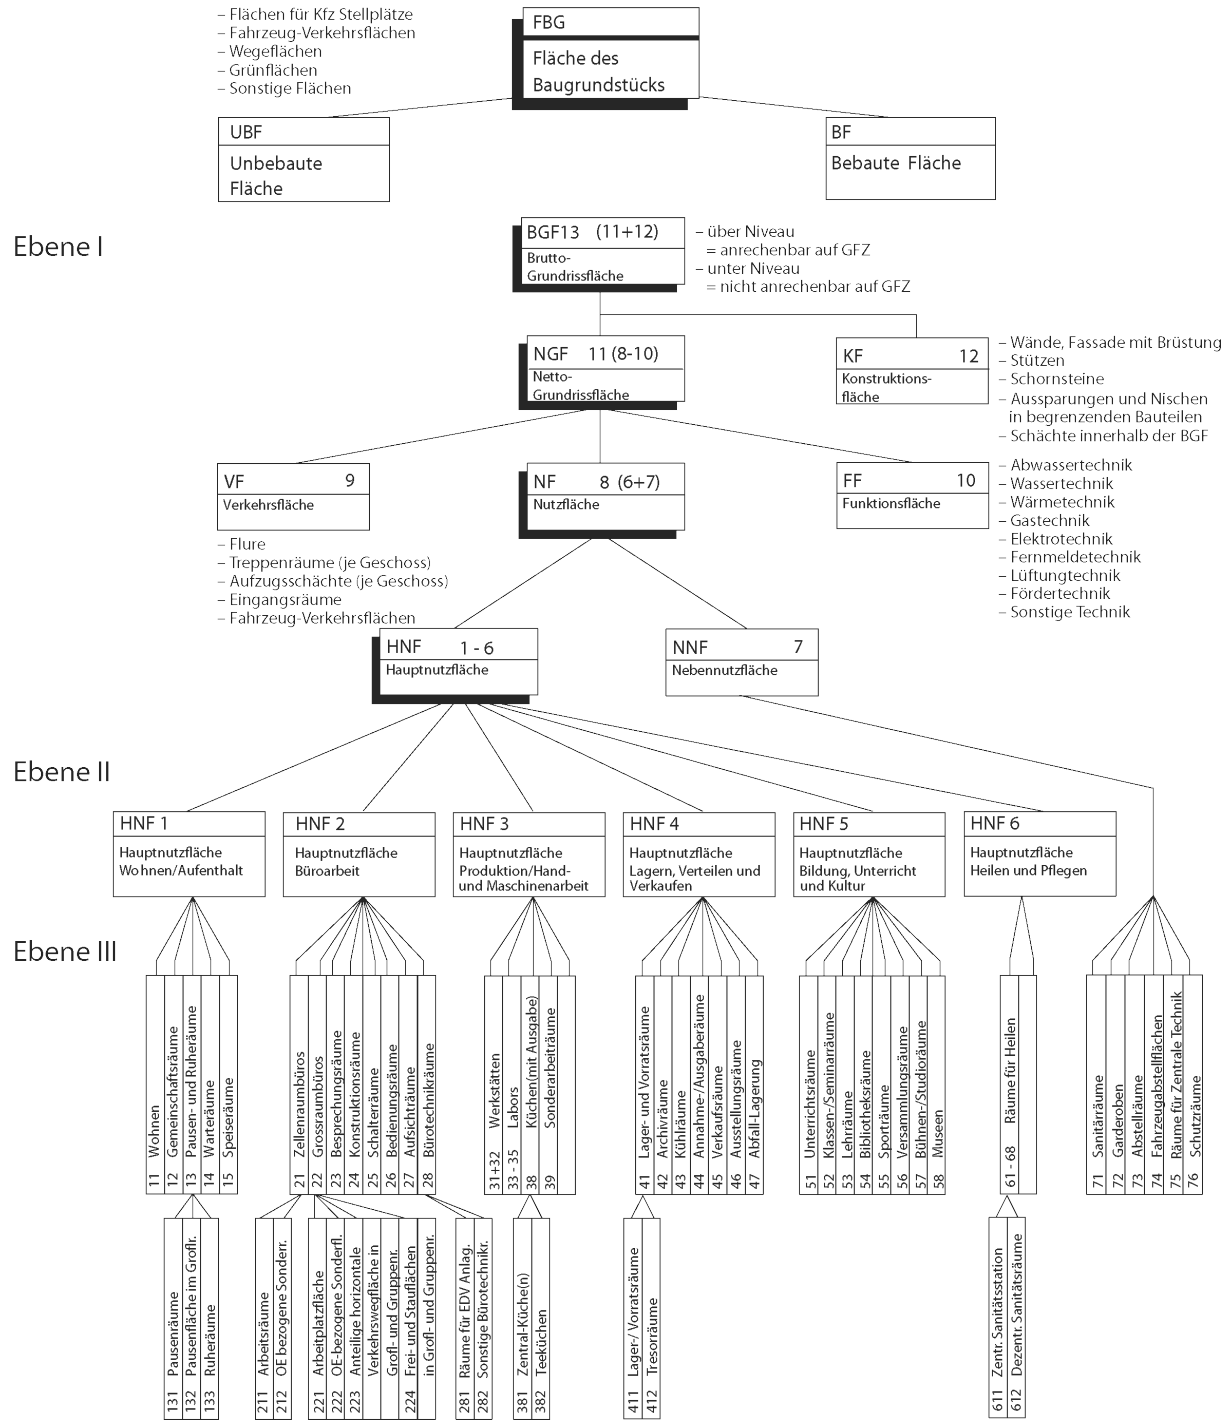 – Flächen für Kfz Stellplätze
– Fahrzeug-Verkehrsflächen
– Wegeflächen
– Grünflächen
– Sonstige Flächen
FBG
Fläche des
Baugrundstücks
UBF
Unbebaute
Fläche
BF
Bebaute Fläche
Ebene I
BGF13 (11+12)
Brutto-
Grundrissfläche
– über Niveau
= anrechenbar auf GFZ
– unter Niveau
= nicht anrechenbar auf GFZ
NGF 11 (8-10)
Netto-
Grundrissfläche
KF 12
Konstruktions-
fläche
– Wände, Fassade mit Brüstung
– Stützen
– Schornsteine
– Aussparungen und Nischen
in begrenzenden Bauteilen
– Schächte innerhalb der BGF
VF 9
Verkehrsfläche
– Flure
– Treppenräume (je Geschoss)
– Aufzugsschächte (je Geschoss)
– Eingangsräume
– Fahrzeug-Verkehrsflächen
NF 8 (6+7)
Nutzfläche
FF 10
Funktionsfläche
– Abwassertechnik
– Wassertechnik
– Wärmetechnik
– Gastechnik
– Elektrotechnik
– Fernmeldetechnik
– Lüftungtechnik
– Fördertechnik
– Sonstige Technik
HNF 1 - 6
Hauptnutzfläche
NNF 7
Nebennutzfläche
Ebene II
HNF 1
Hauptnutzfläche
Wohnen/Aufenthalt
HNF 2
Hauptnutzfläche
Büroarbeit
HNF 3
Hauptnutzfläche
Produktion/Hand-
und Maschinenarbeit
HNF 4
Hauptnutzfläche
Lagern, Verteilen und
Verkaufen
HNF 5
Hauptnutzfläche
Bildung, Unterricht
und Kultur
HNF 6
Hauptnutzfläche
Heilen und Pflegen
Ebene III
11 Wohnen
12 Gemeinschaftsräume
13 Pausen- und Ruheräume
14 Warteräume
15 Speiseräume
21 Zellenraumbüros
22 Grossraumbüros
23 Besprechungsräume
24 Konstruktionsräume
25 Schalterräume
26 Bedienungsräume
27 Aufsichträume
28 Bürotechnikräume
31+32 Werkstätten
33 - 35 Labors
38 Küchen(mit Ausgabe)
39 Sonderarbeiträume
41 Lager- und Vorratsräume
42 Archivräume
43 Kühlräume
44 Annahme-/Ausgaberäume
45 Verkaufsräume
46 Ausstellungsräume
47 Abfall-Lagerung
51 Unterrichtsräume
52 Klassen-/Seminarräume
53 Lehrräume
54 Bibliotheksräume
55 Sporträume
56 Versammlungsräume
57 Bühnen-/Studioräume
58 Museen
61 - 68 Räume für Heilen
71 Sanitärräume
72 Garderoben
73 Abstellräume
74 Fahrzeugabstellflächen
75 Räume für Zentrale Technik
76 Schutzräume
131 Pausenräume
132 Pausenfläche im Großr.
133 Ruheräume
211 Arbeitsräume
212 OE bezogene Sonderr.
221 Arbeitplatzfläche
222 OE-bezogene Sonderfl.
223 Anteilige horizontale
Verkehrswegfläche in
Groß- und Gruppenr.
224 Frei- und Stauflächen
in Groß- und Gruppenr.
281 Räume für EDV Anlag.
282 Sonstige Bürotechnikr.
381 Zentral-Küche(n)
382 Teeküchen
411 Lager-/ Vorratsräume
412 Tresorräume
611 Zentr. Sanitätsstation
612 Dezentr. Sanitätsräume